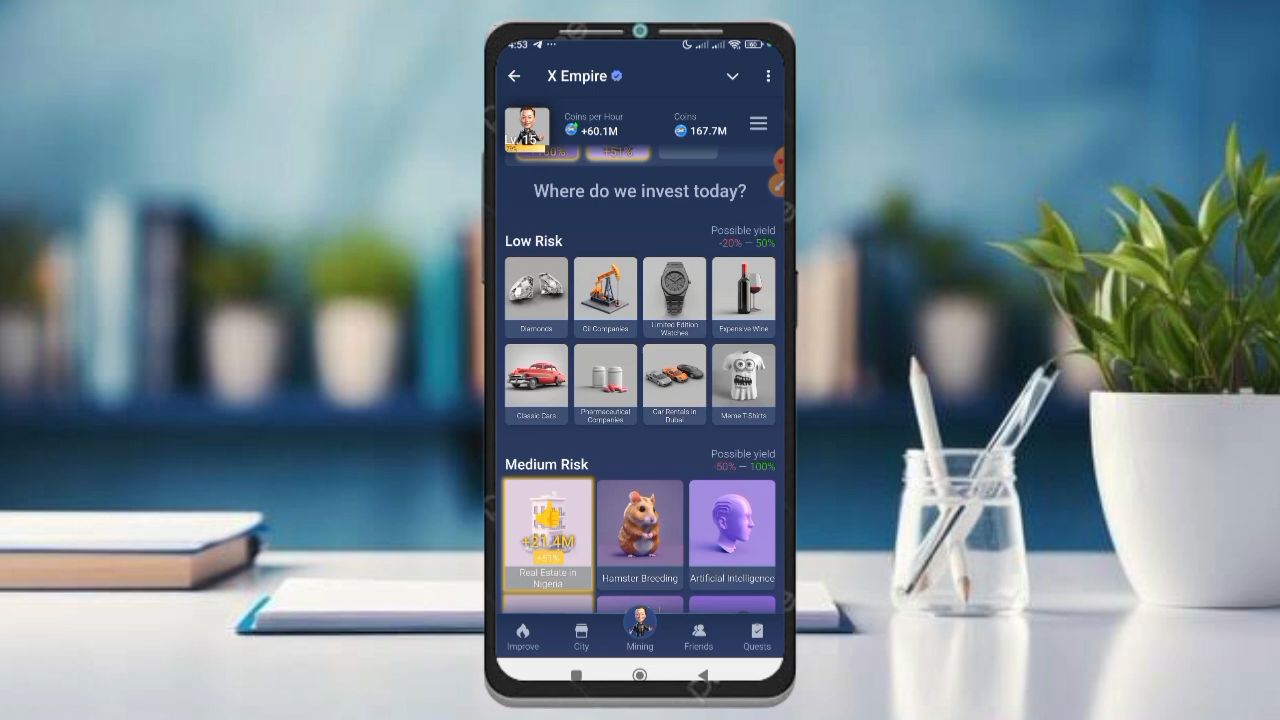 4:53
60
X Empire
Coins per Hour
+60.1M
Coins
167.7M
Lv. 15
+51%
Where do we invest today?
Low Risk
Possible yield
-20% — 50%
Diamonds
Oil Companies
Limited Edition
Watches
Expensive Wine
Classic Cars
Pharmaceutical
Companies
Car Rentals in
Dubai
Meme T-Shirts
Medium Risk
Possible yield
-50% — 100%
+21.4M
+51%
Real Estate in
Nigeria
Hamster Breeding
Artificial Intelligence
Improve
City
Mining
Friends
Quests